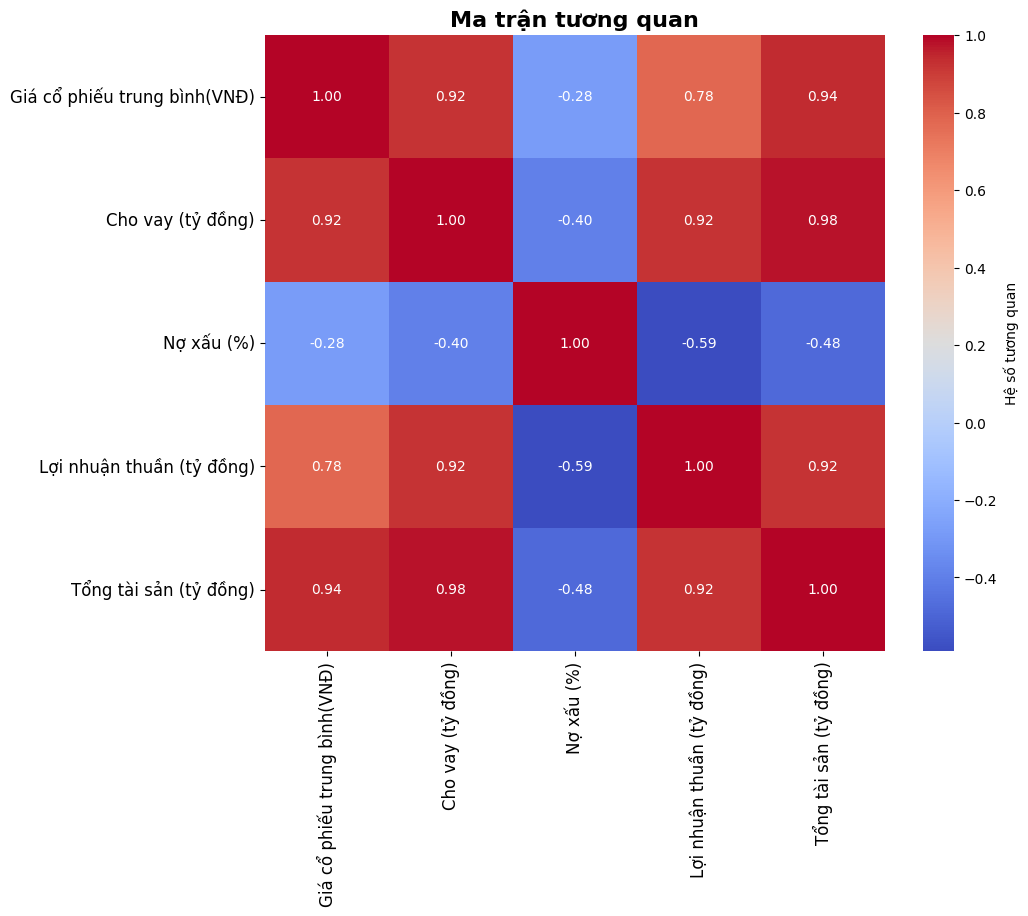 Ma trận tương quan
Giá cổ phiếu trung bình(VNĐ)
1.00 0.92 -0.28 0.78 0.94
Cho vay (tỷ đồng)
0.92 1.00 -0.40 0.92 0.98
Nợ xấu (%)
-0.28 -0.40 1.00 -0.59 -0.48
Lợi nhuận thuần (tỷ đồng)
0.78 0.92 -0.59 1.00 0.92
Tổng tài sản (tỷ đồng)
0.94 0.98 -0.48 0.92 1.00
Giá cổ phiếu trung bình(VNĐ)
Cho vay (tỷ đồng)
Nợ xấu (%)
Lợi nhuận thuần (tỷ đồng)
Tổng tài sản (tỷ đồng)
1.0
0.8
0.6
0.4
0.2
0.0
−0.2
−0.4
Hệ số tương quan